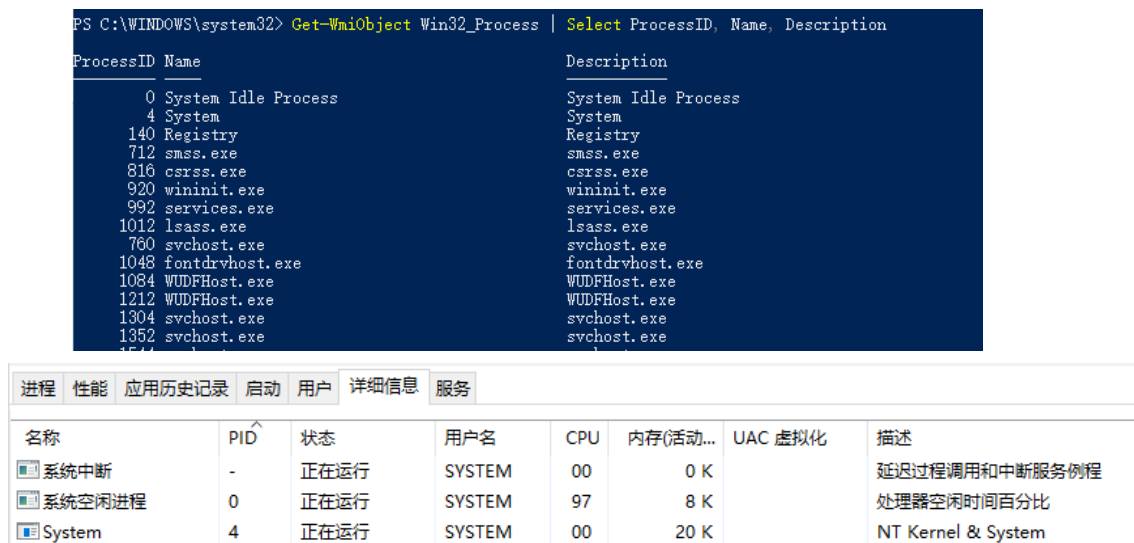 PS C:\WINDOWS\system32> Get-WmiObject Win32_Process | Select ProcessID, Name, Description
ProcessID Name Description
0 System Idle Process System Idle Process
4 System System
140 Registry Registry
712 smss.exe smss.exe
816 csrss.exe csrss.exe
920 wininit.exe wininit.exe
992 services.exe services.exe
1012 lsass.exe lsass.exe
760 svchost.exe svchost.exe
1048 fontdrvhost.exe fontdrvhost.exe
1084 WUDFHost.exe WUDFHost.exe
1212 WUDFHost.exe WUDFHost.exe
1304 svchost.exe svchost.exe
1352 svchost.exe svchost.exe
进程 性能 应用历史记录 启动 用户 详细信息 服务
名称 PID 状态 用户名 CPU 内存(活动... UAC 虚拟化 描述
系统中断 - 正在运行 SYSTEM 00 0 K 延迟过程调用和中断服务例程
系统空闲进程 0 正在运行 SYSTEM 97 8 K 处理器空闲时间百分比
System 4 正在运行 SYSTEM 00 20 K NT Kernel & System